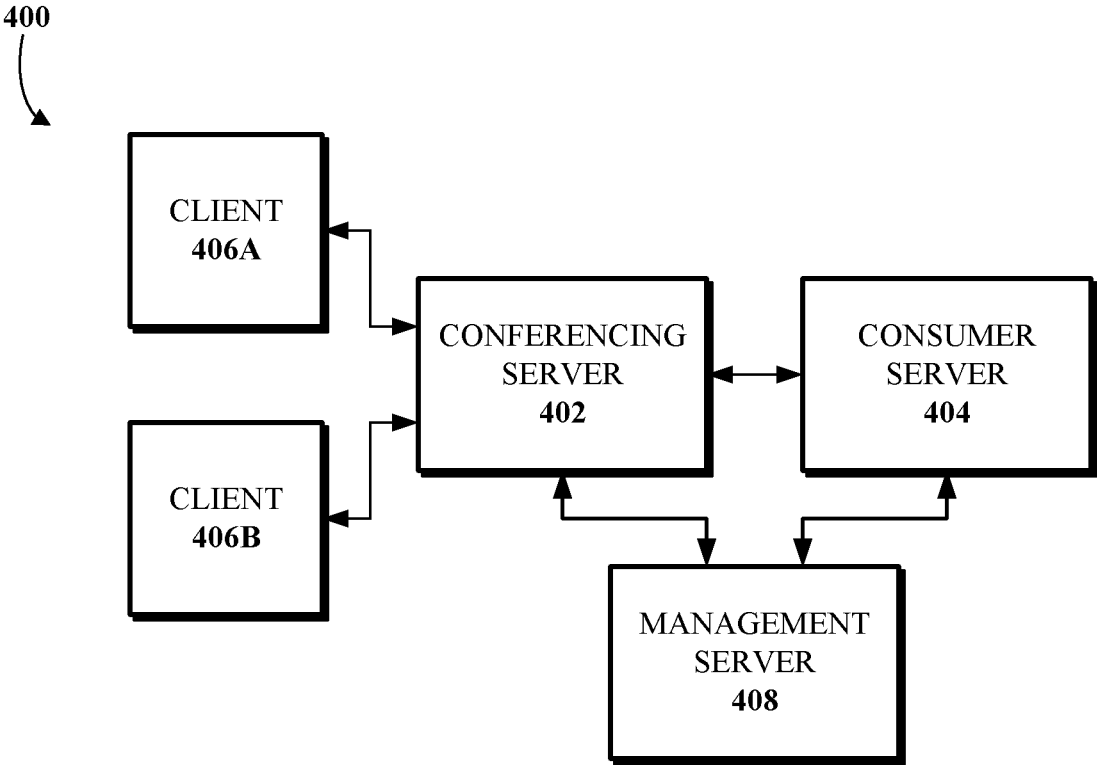 400
CLIENT
406A
CONFERENCING
SERVER
402
CONSUMER
SERVER
404
CLIENT
406B
MANAGEMENT
SERVER
408